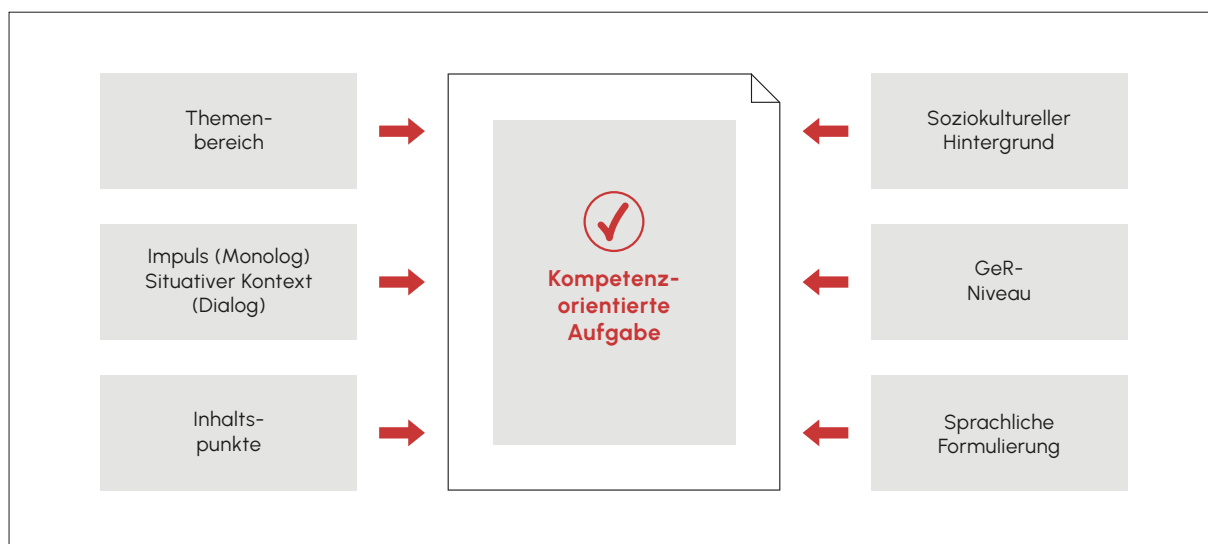 Themen-
bereich
Impuls (Monolog)
Situativer Kontext
(Dialog)
Inhalts-
punkte
Kompetenz-
orientierte
Aufgabe
Soziokultureller
Hintergrund
GeR-
Niveau
Sprachliche
Formulierung